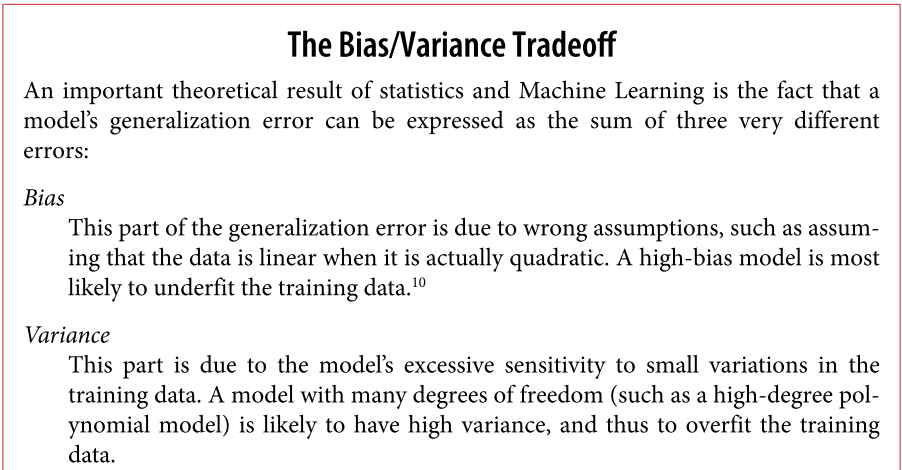 The Bias/Variance Tradeoff
An important theoretical result of statistics and Machine Learning is the fact that a
model’s generalization error can be expressed as the sum of three very different
errors:
Bias
This part of the generalization error is due to wrong assumptions, such as assum-
ing that the data is linear when it is actually quadratic. A high-bias model is most
likely to underfit the training data.¹⁰
Variance
This part is due to the model’s excessive sensitivity to small variations in the
training data. A model with many degrees of freedom (such as a high-degree pol-
ynomial model) is likely to have high variance, and thus to overfit the training
data.